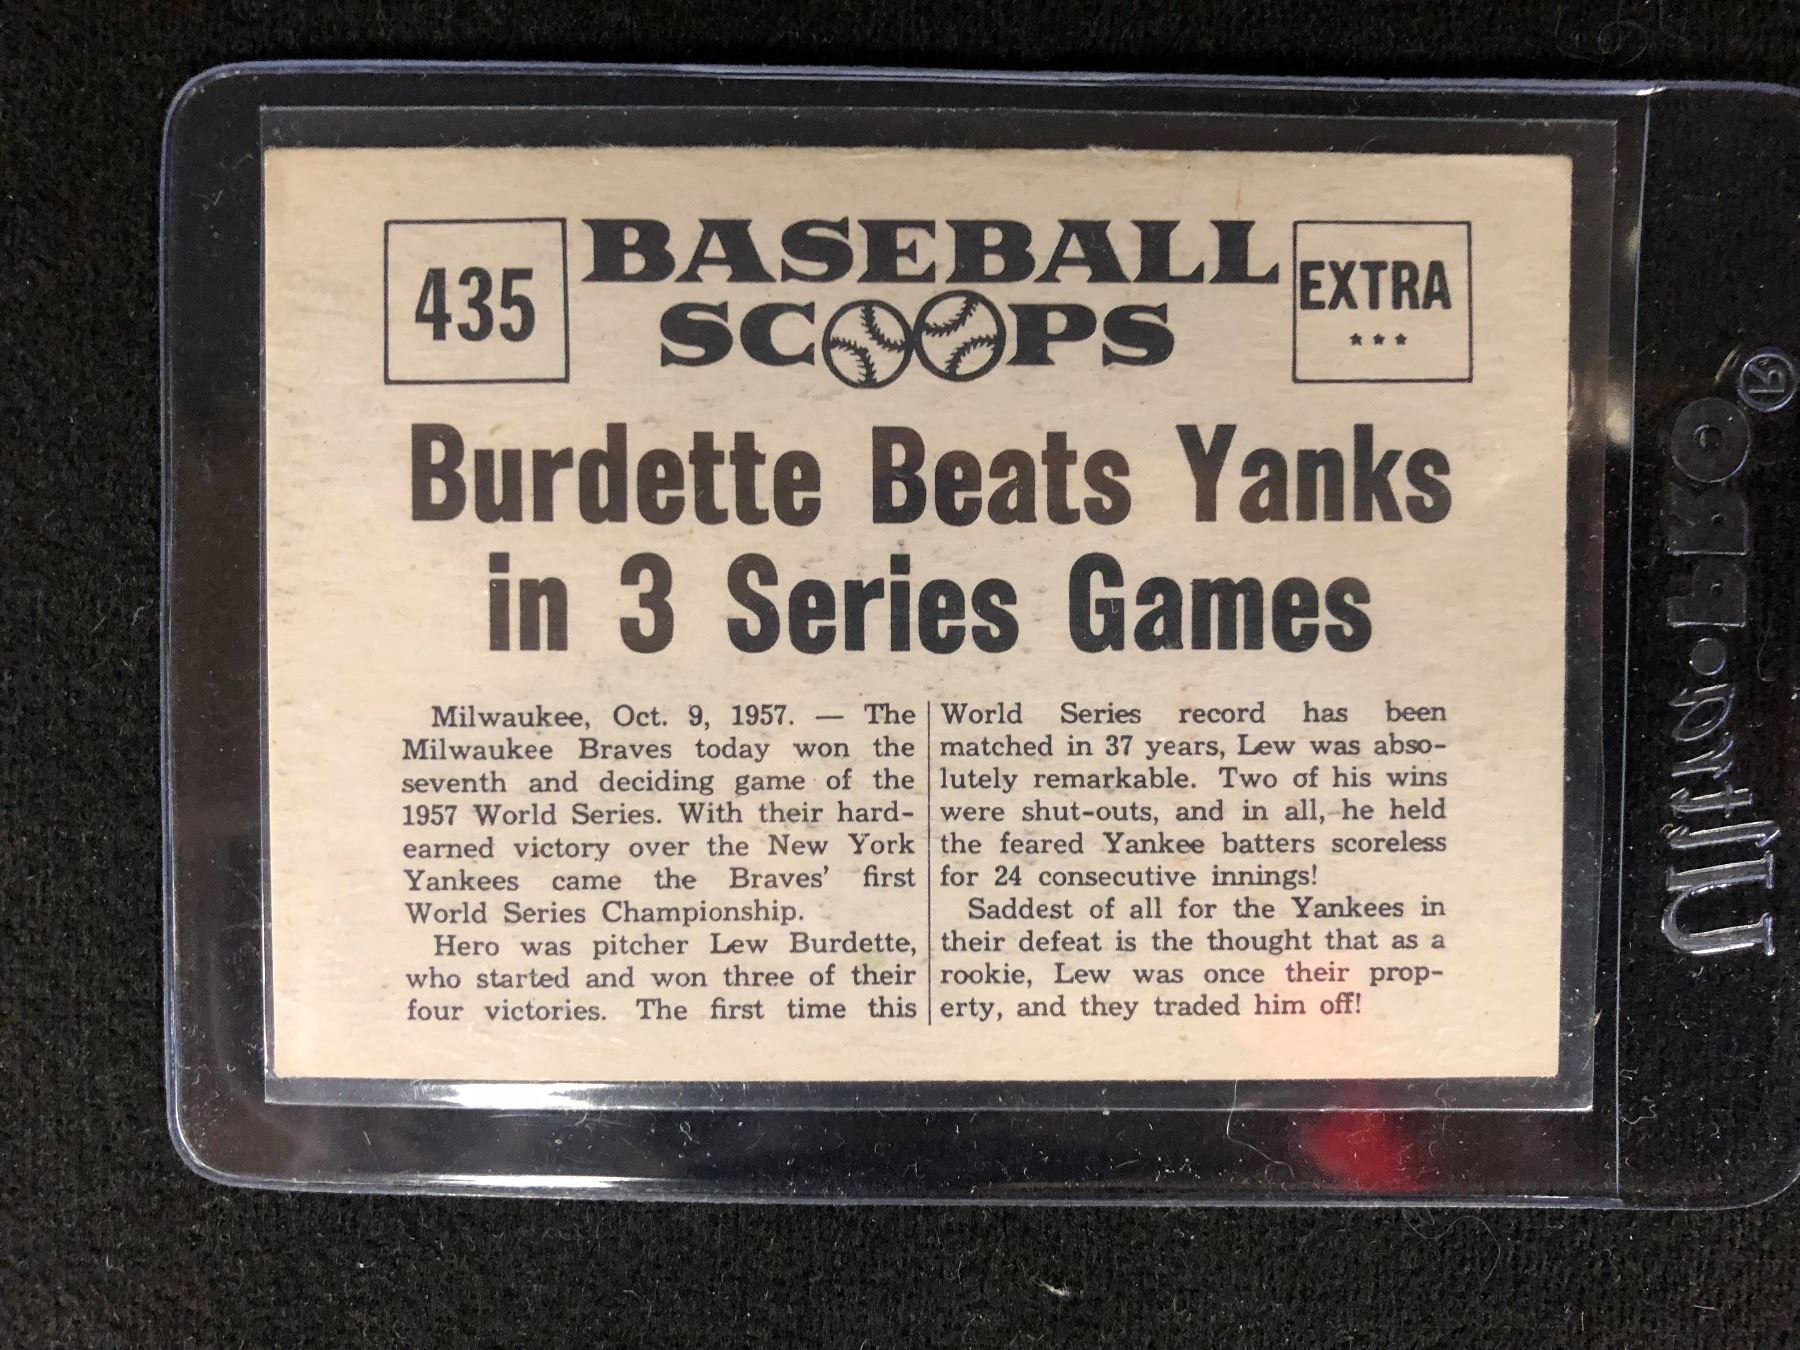 435
BASEBALL
SCOOPS
EXTRA
***
Burdette Beats Yanks
in 3 Series Games
Milwaukee, Oct. 9, 1957. — The
Milwaukee Braves today won the
seventh and deciding game of the
1957 World Series. With their hard-
earned victory over the New York
Yankees came the Braves' first
World Series Championship.
Hero was pitcher Lew Burdette,
who started and won three of their
four victories. The first time this
World Series record has been
matched in 37 years, Lew was abso-
lutely remarkable. Two of his wins
were shut-outs, and in all, he held
the feared Yankee batters scoreless
for 24 consecutive innings!
Saddest of all for the Yankees in
their defeat is the thought that as a
rookie, Lew was once their prop-
erty, and they traded him off!
Ultra·PRO®